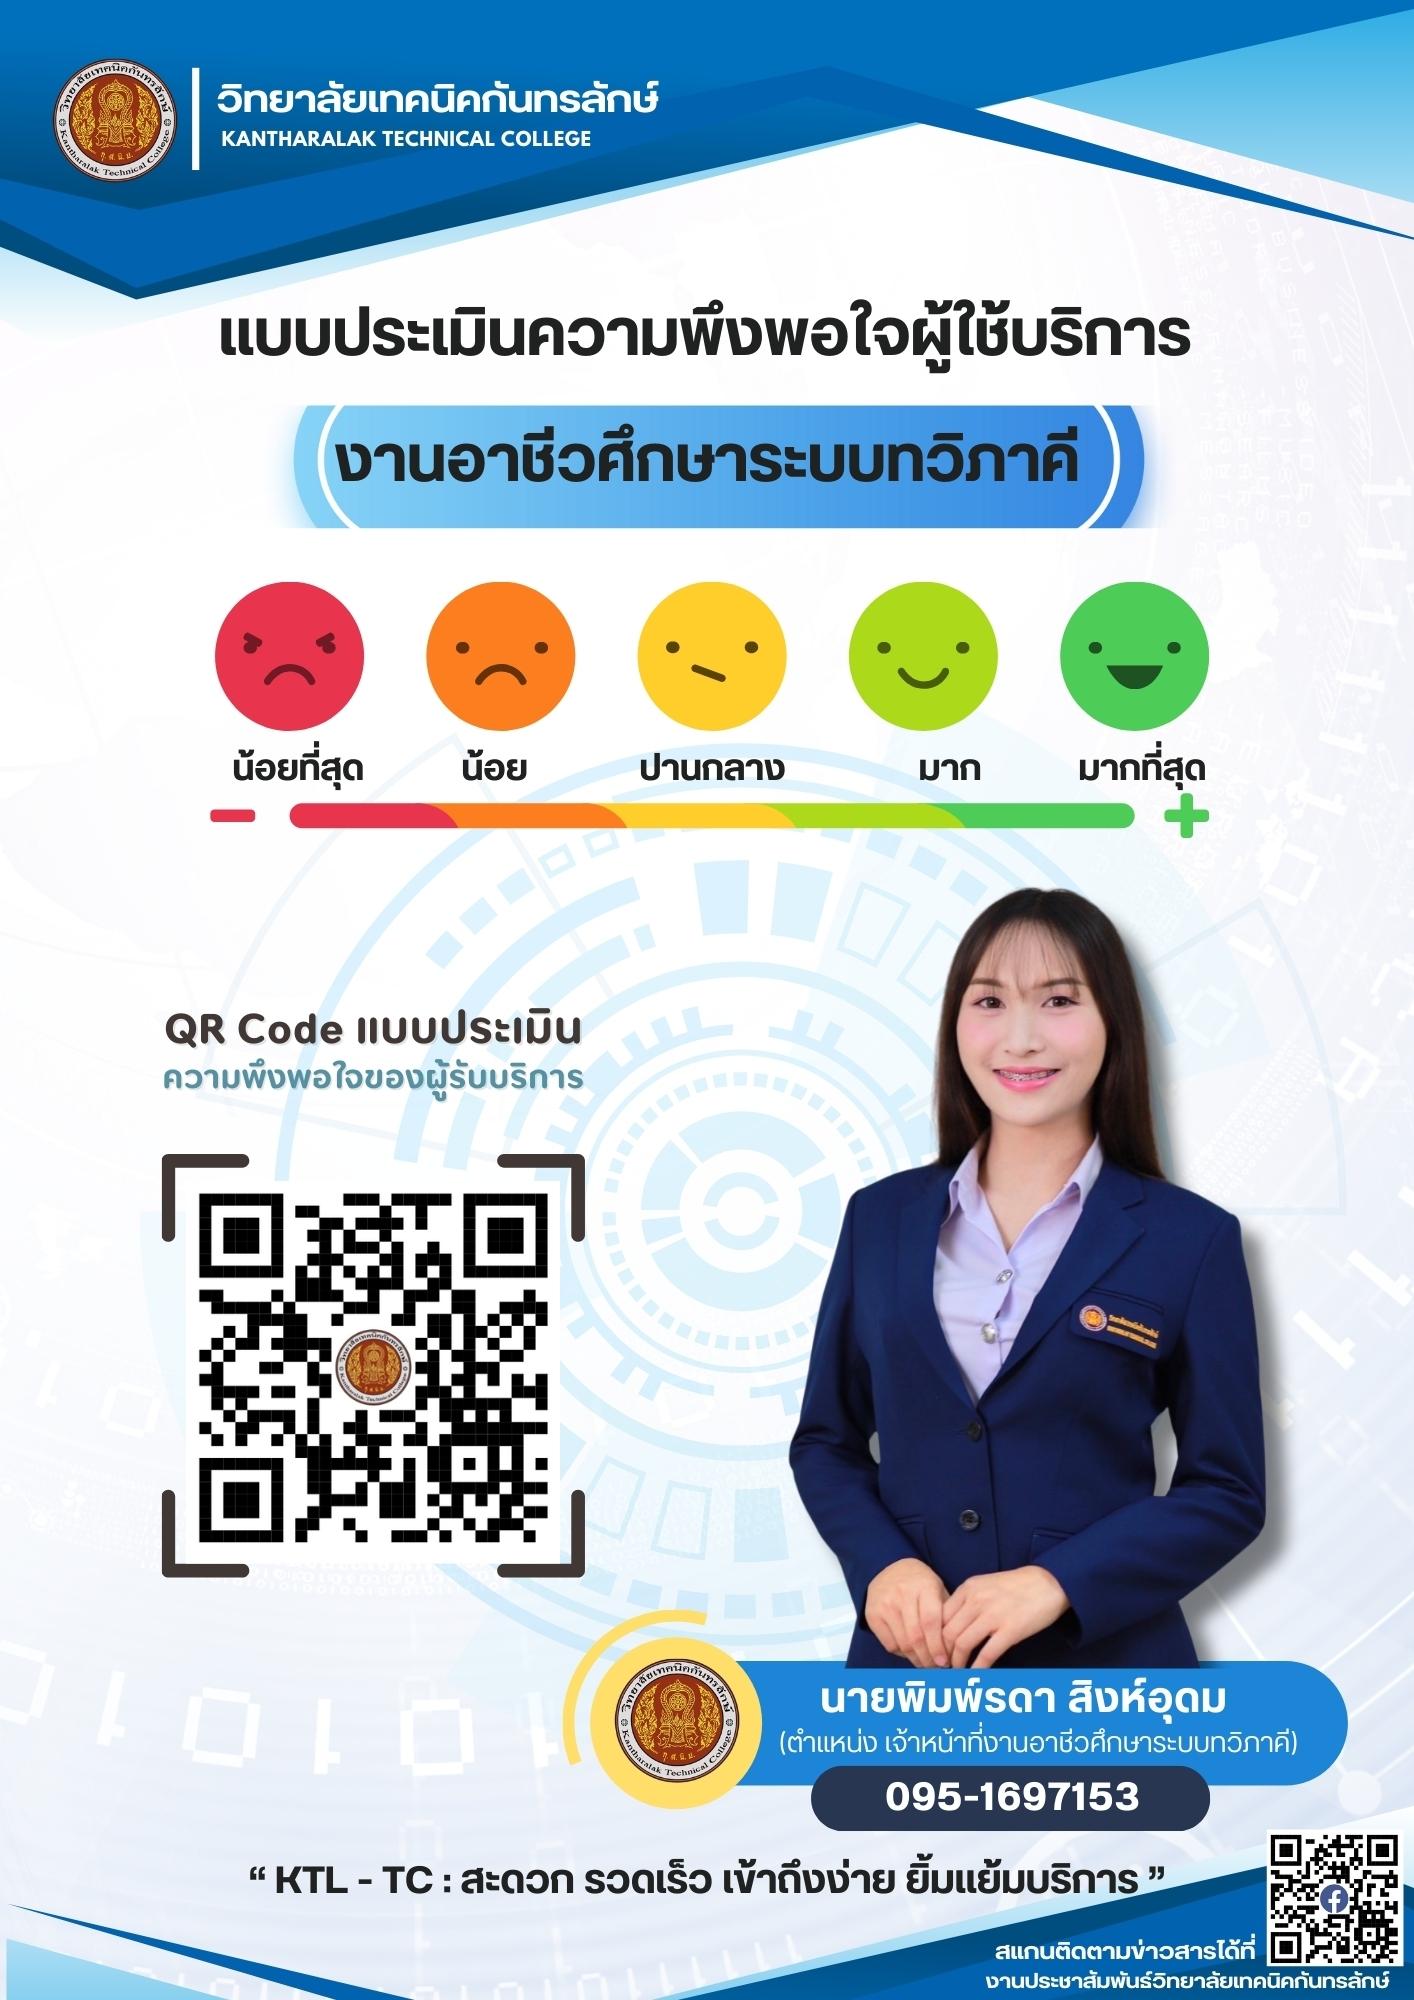 วิทยาลัยเทคนิคกันทรลักษ์
KANTHARALAK TECHNICAL COLLEGE
แบบประเมินความพึงพอใจผู้ใช้บริการ
งานอาชีวศึกษาระบบทวิภาคี
น้อยที่สุด น้อย ปานกลาง มาก มากที่สุด
QR Code แบบประเมิน
ความพึงพอใจของผู้รับบริการ
นายพิมพ์รดา สิงห์อุดม
(ตำแหน่ง เจ้าหน้าที่งานอาชีวศึกษาระบบทวิภาคี)
095-1697153
“ KTL - TC : สะดวก รวดเร็ว เข้าถึงง่าย ยิ้มแย้มบริการ ”
สแกนติดตามข่าวสารได้ที่
งานประชาสัมพันธ์วิทยาลัยเทคนิคกันทรลักษ์